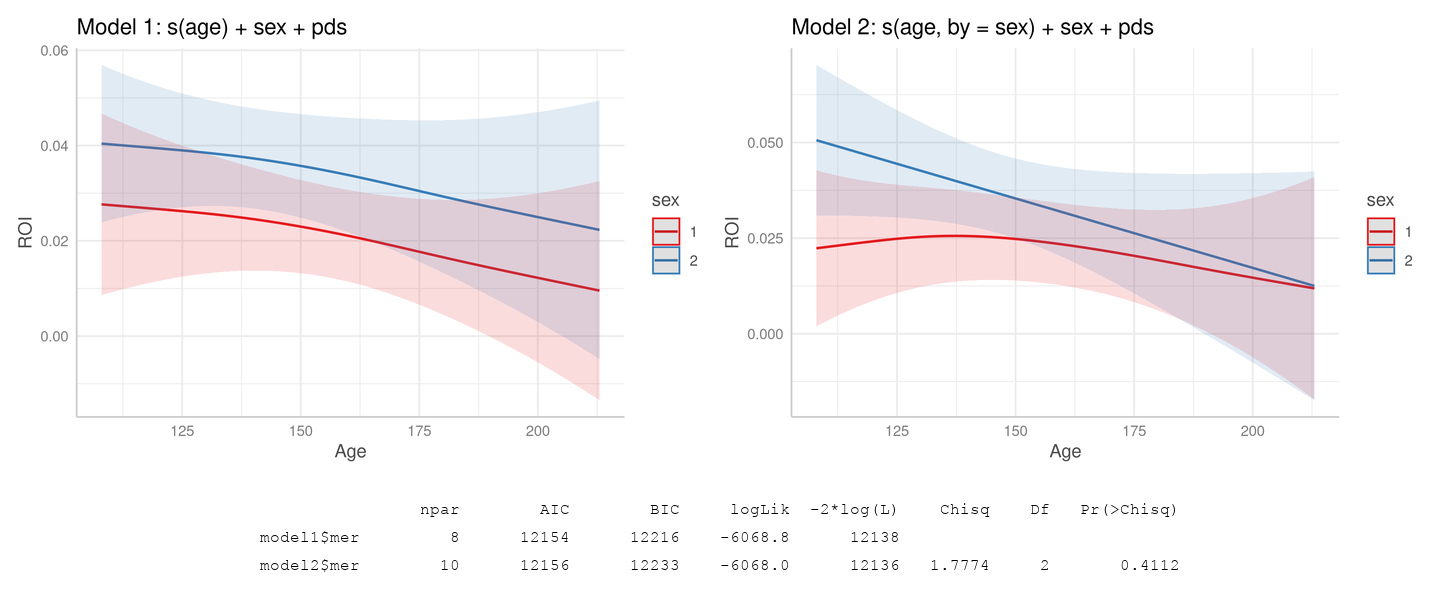 Model 1: s(age) + sex + pds
0.06
0.04
0.02
0.00
ROI
125 150 175 200
Age
sex
1
2
Model 2: s(age, by = sex) + sex + pds
0.050
0.025
0.000
ROI
125 150 175 200
Age
sex
1
2
npar AIC BIC logLik -2*log(L) Chisq Df Pr(>Chisq)
model1$mer 8 12154 12216 -6068.8 12138
model2$mer 10 12156 12233 -6068.0 12136 1.7774 2 0.4112